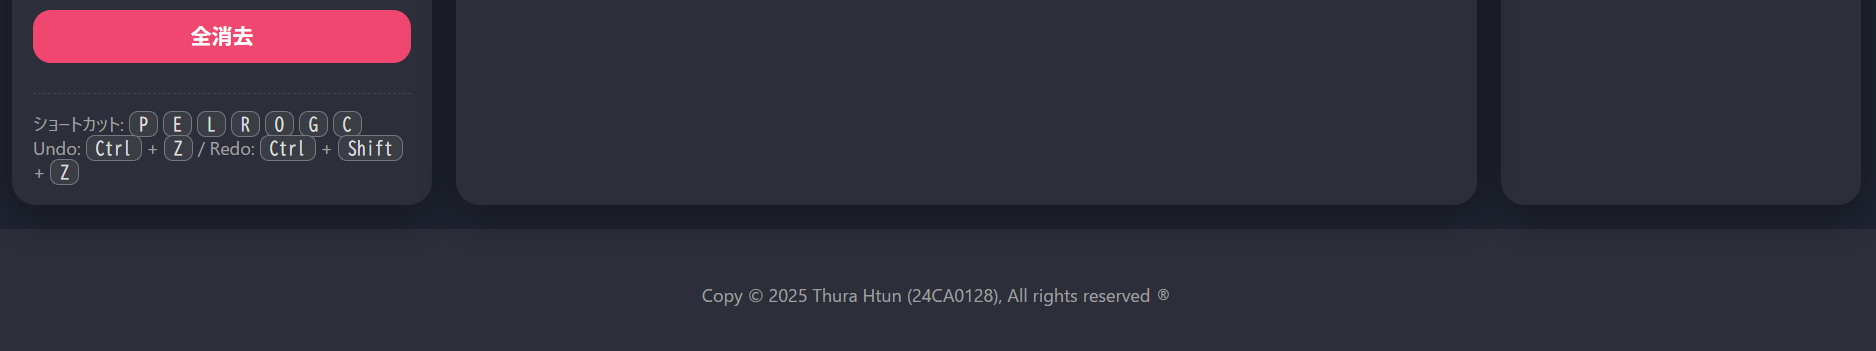 全消去
ショートカット: P E L R O G C
Undo: Ctrl + Z / Redo: Ctrl + Shift
+ Z
Copy © 2025 Thura Htun (24CA0128), All rights reserved ®